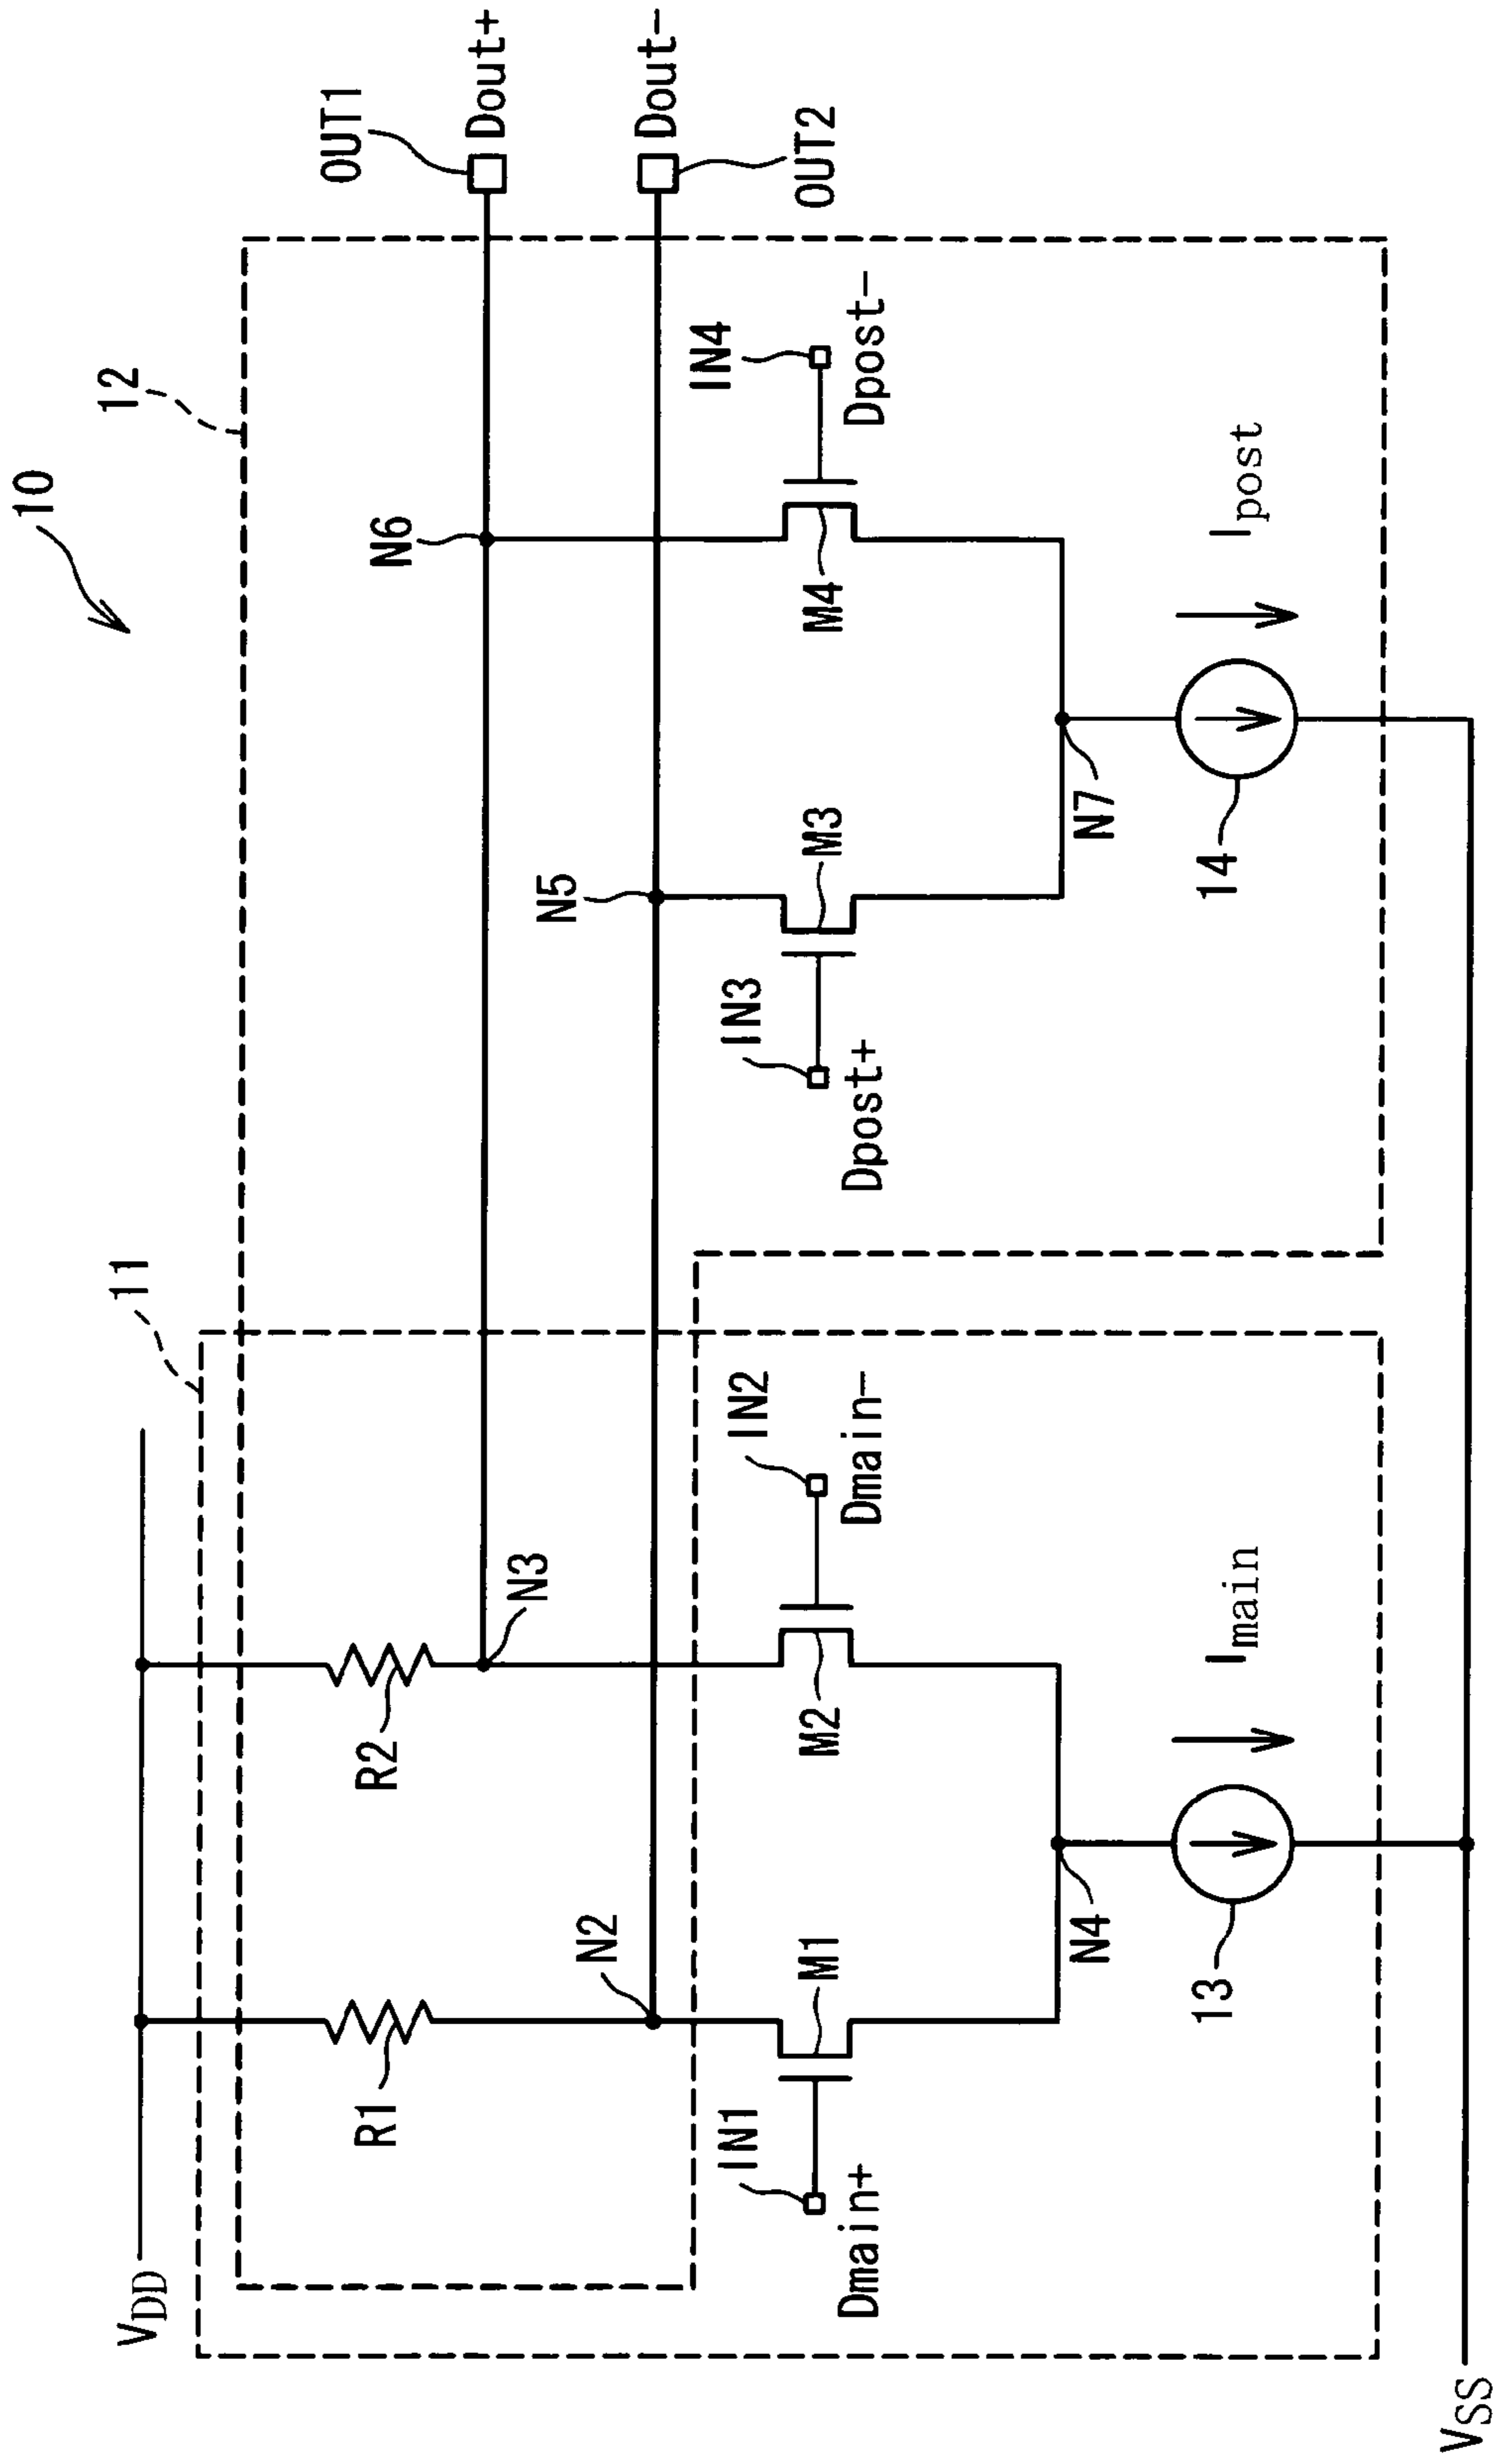 10
11
12
VDD
R1
R2
N2
N3
N5
N6
OUT1
Dout+
Dout-
OUT2
IN1
Dmain+
M1
M2
IN2
Dmain-
IN3
Dpost+
M3
M4
IN4
Dpost-
N4
N7
13
Imain
14
Ipost
VSS